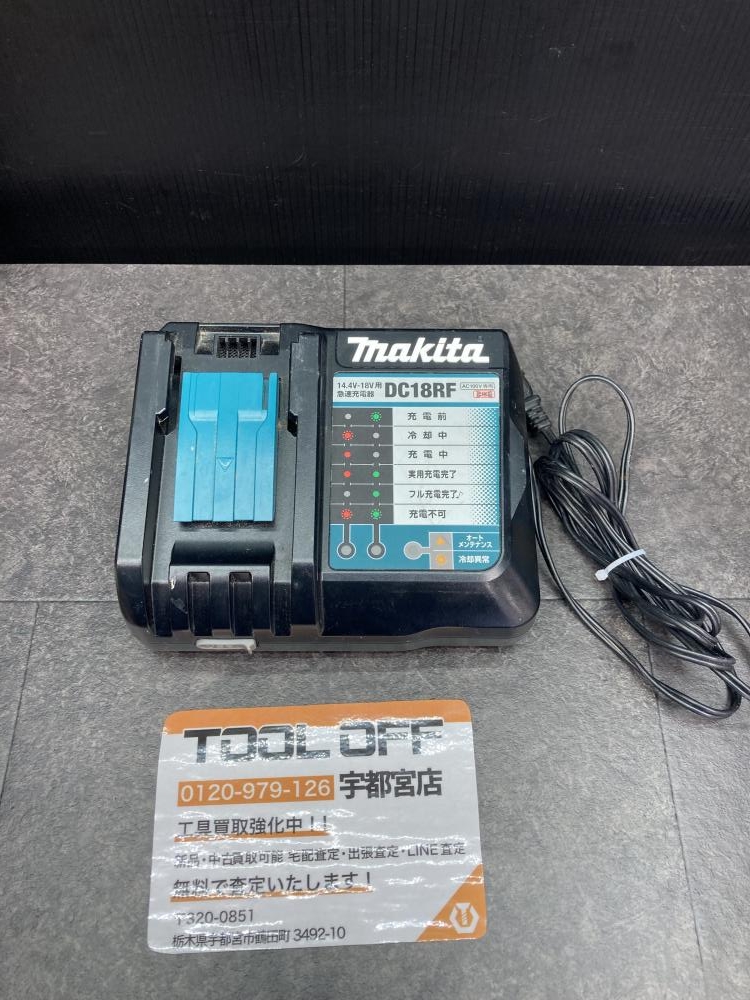 makita
14.4V-18V用
急速充電器 DC18RF AC100V専用
充電前
冷却中
充電中
実用充電完了
フル充電完了♪
充電不可
オート
メンテナンス
冷却異常
TOOL OFF
0120-979-126 宇都宮店
工具買取強化中!!
新品・中古買取可能 宅配査定・出張査定・LINE査定
無料で査定いたします!
〒320-0851
栃木県宇都宮市鶴田町 3492-10